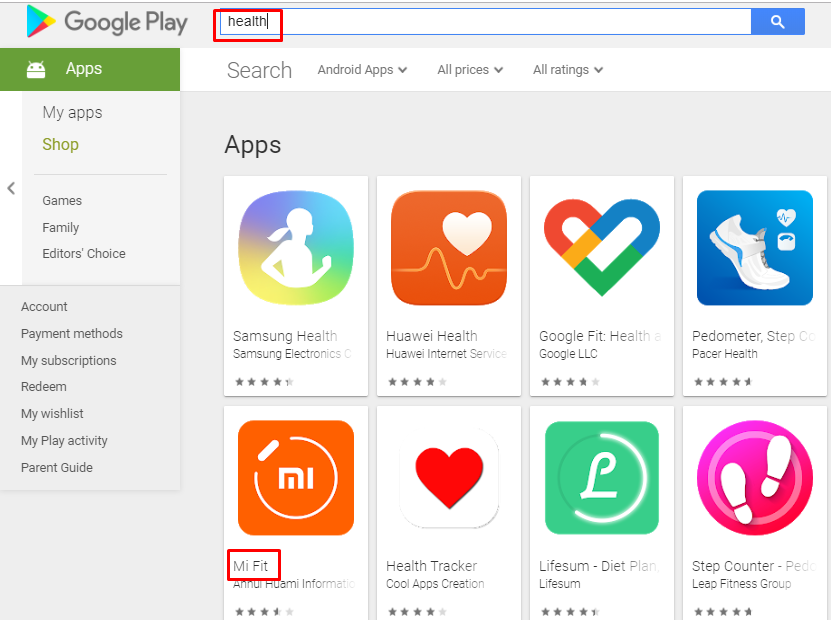 Google Play
health
Apps
Search
Android Apps
All prices
All ratings
My apps
Shop
Games
Family
Editors' Choice
Account
Payment methods
My subscriptions
Redeem
My wishlist
My Play activity
Parent Guide
Apps
Samsung Health
Samsung Electronics C
Huawei Health
Huawei Internet Service
Google Fit: Health a
Google LLC
Pedometer, Step Co
Pacer Health
mi
Mi Fit
Anhui Huami Informatic
Health Tracker
Cool Apps Creation
L
Lifesum - Diet Plan,
Lifesum
Step Counter - Pedo
Leap Fitness Group